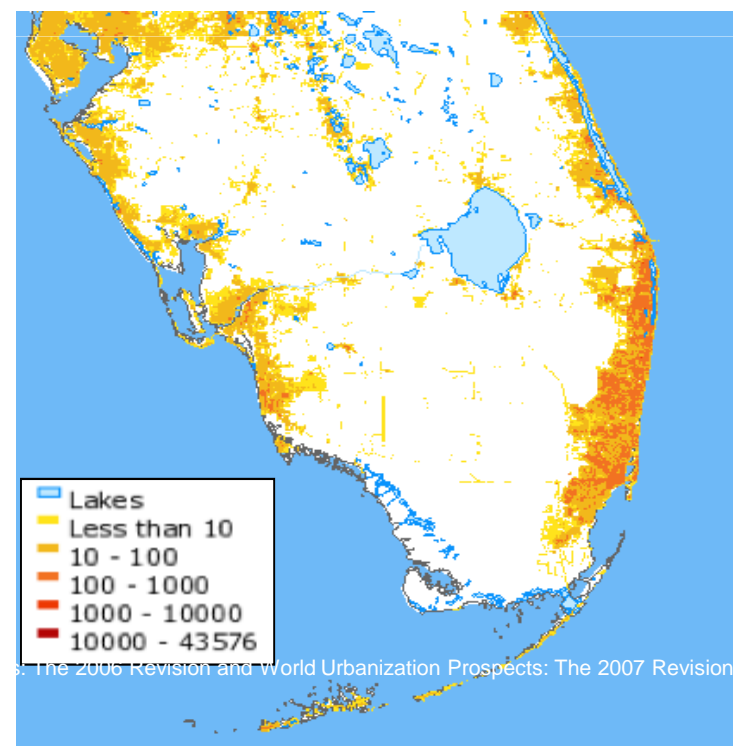 Lakes
Less than 10
10 - 100
100 - 1000
1000 - 10000
10000 - 43576
s: The 2006 Revision and World Urbanization Prospects: The 2007 Revision